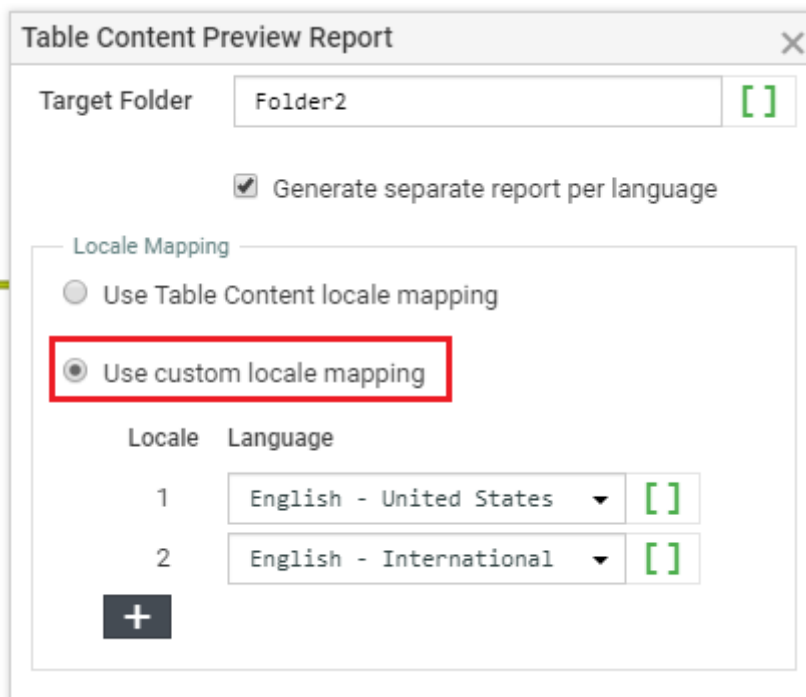 Table Content Preview Report
Target Folder Folder2 [ ]
Generate separate report per language
Locale Mapping
Use Table Content locale mapping
Use custom locale mapping
Locale Language
1 English - United States [ ]
2 English - International [ ]
+